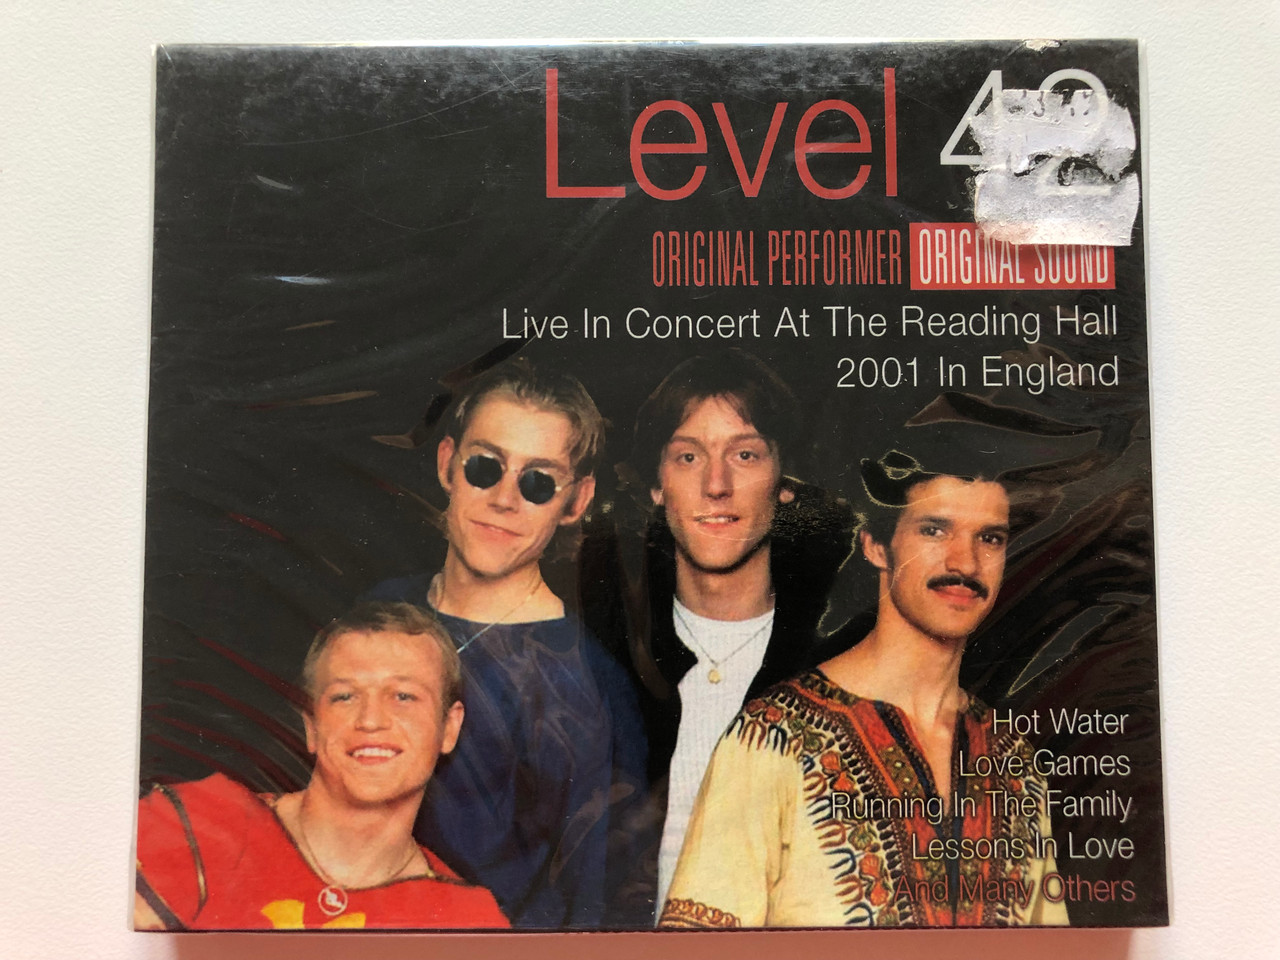 Level 42
ORIGINAL PERFORMER ORIGINAL SOUND
Live In Concert At The Reading Hall
2001 In England
Hot Water
Love Games
Running In The Family
Lessons In Love
And Many Others